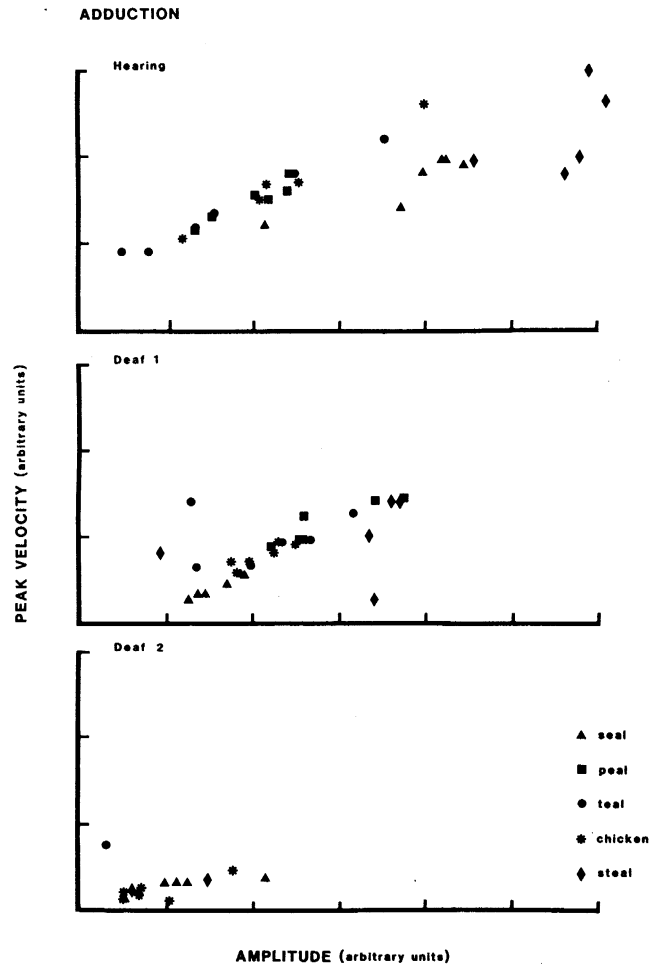 ADDUCTION
Hearing
Deaf 1
Deaf 2
PEAK VELOCITY (arbitrary units)
seal
peal
teal
chicken
steal
AMPLITUDE (arbitrary units)